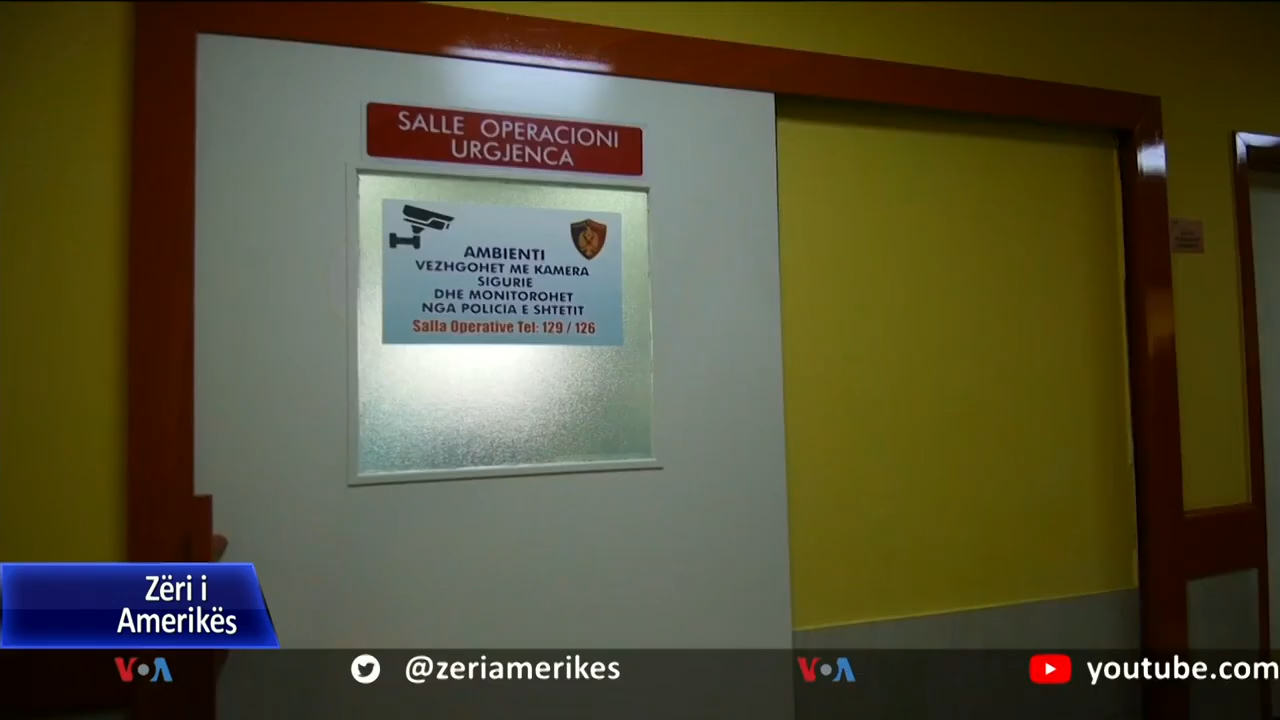 SALLE OPERACIONI
URGJENCA
AMBIENTI
VEZHGOHET ME KAMERA
SIGURIE
DHE MONITOROHET
NGA POLICIA E SHTETIT
Salla Operative Tel: 129 / 126
Zëri i
Amerikës
VOA
@zeriamerikes
VOA
youtube.com